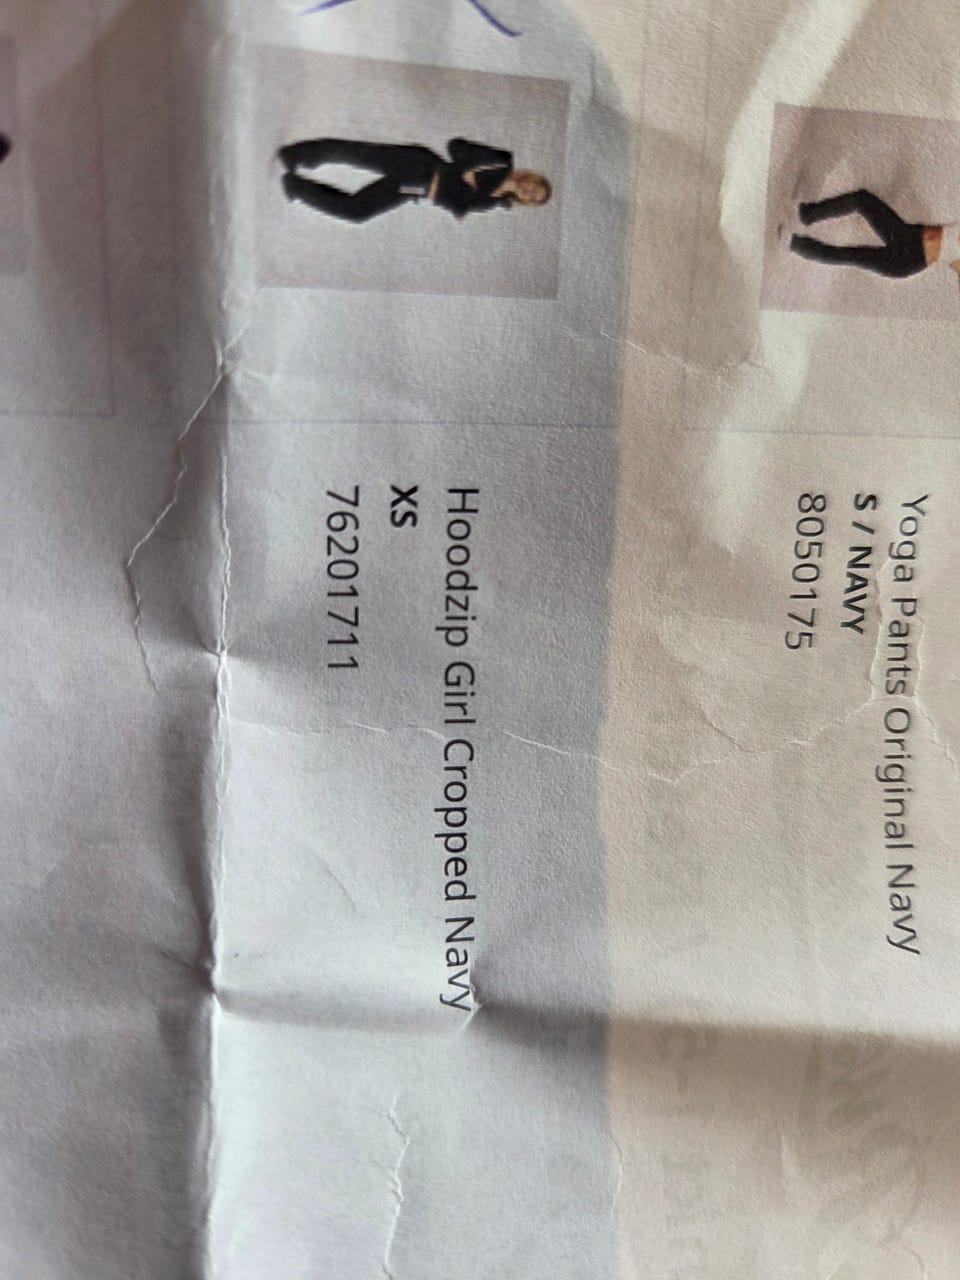 Yoga Pants Original Navy
S / NAVY
8050175
Hoodzip Girl Cropped Navy
XS
76201711